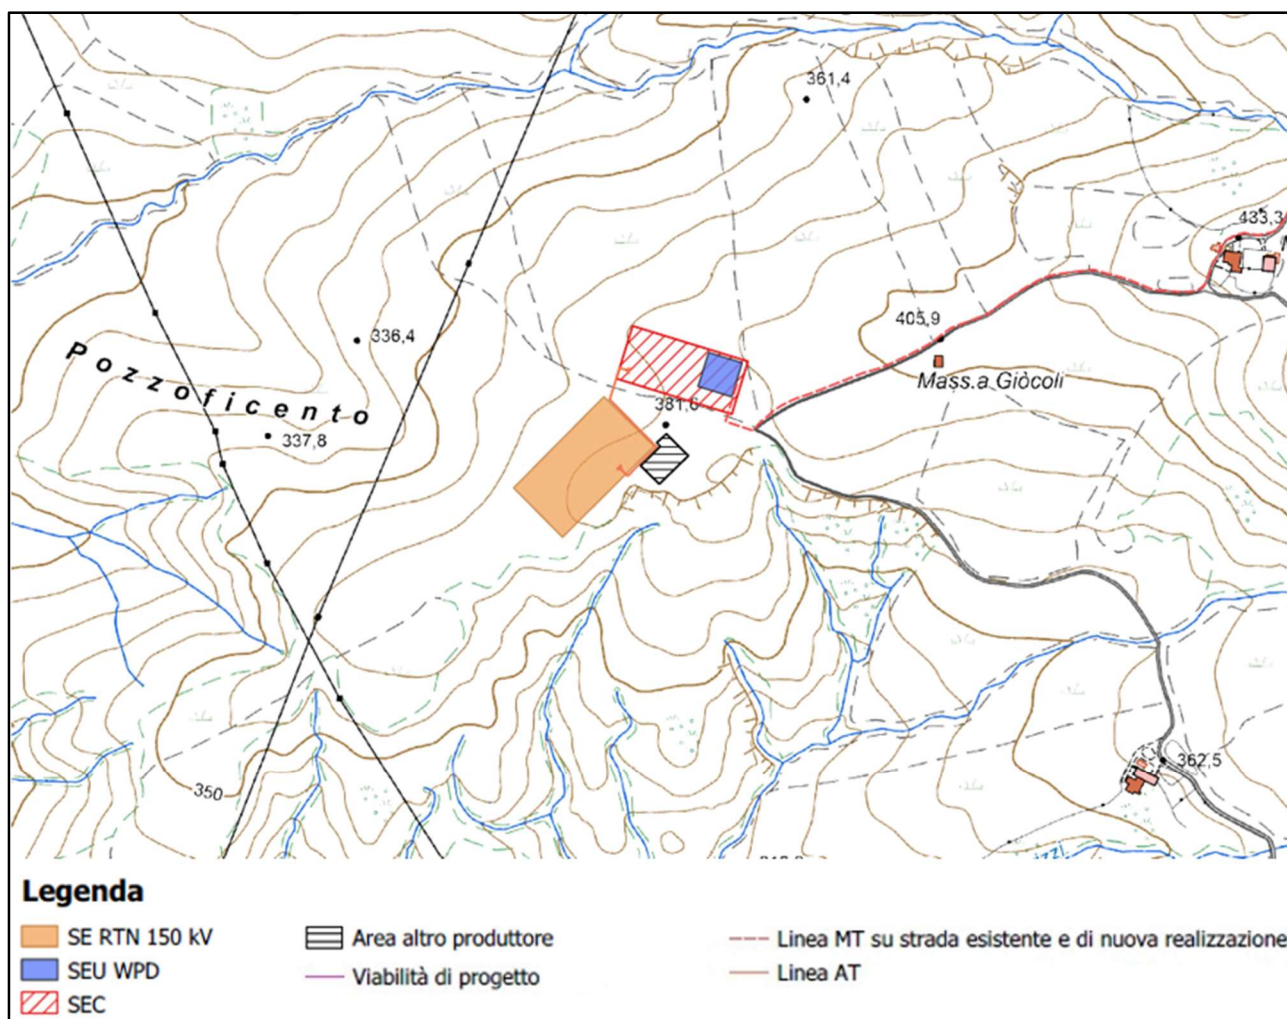 361,4
433,3
405,9
336,4
Pozzoficento
Mass.a Giòcoli
381,6
337,8
362,5
350
Legenda
SE RTN 150 kV
Area altro produttore
Linea MT su strada esistente e di nuova realizzazione
SEU WPD
Viabilità di progetto
Linea AT
SEC